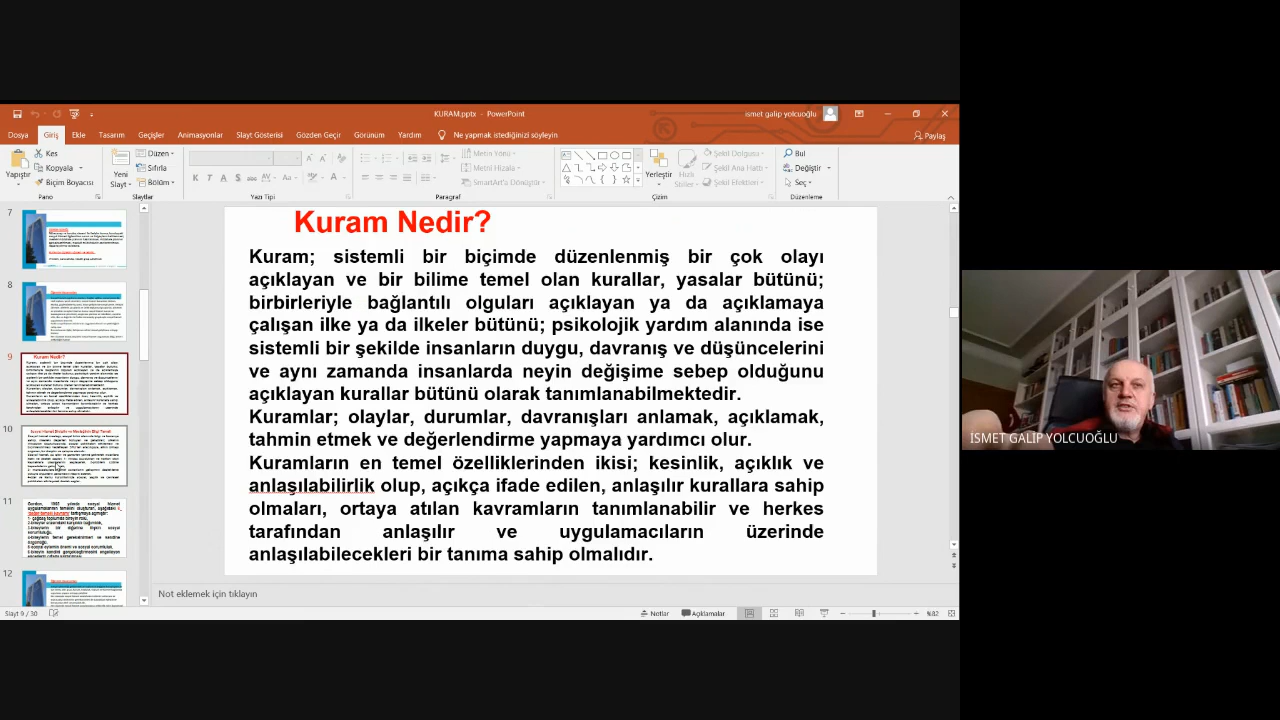 KURAM.pptx - PowerPoint
ismet galip yolcuoğlu
Dosya Giriş Ekle Tasarım Geçişler Animasyonlar Slayt Gösterisi Gözden Geçir Görünüm Yardım Ne yapmak istediğinizi söyleyin Paylaş
Yapıştır
Kes
Kopyala
Biçim Boyacısı
Pano
Yeni
Slayt
Düzen
Sıfırla
Bölüm
Slaytlar
Yazı Tipi
Metin Yönü
Metni Hizala
SmartArt'a Dönüştür
Paragraf
Yerleştir
Hızlı
Stiller
Şekil Dolgusu
Şekil Ana Hattı
Şekil Efektleri
Çizim
Bul
Değiştir
Seç
Düzenleme
7
8
9
Kuram Nedir?
10
11
12
Kuram Nedir?
Kuram; sistemli bir biçimde düzenlenmiş bir çok olayı
açıklayan ve bir bilime temel olan kurallar, yasalar bütünü;
birbirleriyle bağlantılı olguları açıklayan ya da açıklamaya
çalışan ilke ya da ilkeler bütünü; psikolojik yardım alanında ise
sistemli bir şekilde insanların duygu, davranış ve düşüncelerini
ve aynı zamanda insanlarda neyin değişime sebep olduğunu
açıklayan kurallar bütünü olarak tanımlanabilmektedir.
Kuramlar; olaylar, durumlar, davranışları anlamak, açıklamak,
tahmin etmek ve değerlendirme yapmaya yardımcı olur.
Kuramların en temel özelliklerinden ikisi; kesinlik, açıklık ve
anlaşılabilirlik olup, açıkça ifade edilen, anlaşılır kurallara sahip
olmaları, ortaya atılan kuramların tanımlanabilir ve herkes
tarafından anlaşılır ve uygulamacıların üzerinde
anlaşılabilecekleri bir tanıma sahip olmalıdır.
Not eklemek için tıklayın
Slayt 9 / 30
Notlar Açıklamalar %82
İSMET GALİP YOLCUOĞLU